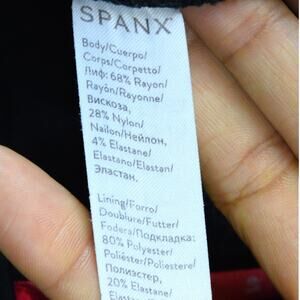 SPANX
Body/Cuerpo/
Corps/Corpetto/
Лиф: 68% Rayon/
Rayón/Rayonne/
Вискоза,
28% Nylon/
Nailon/Нейлон,
4% Elastane/
Elastano/Elastan/
Эластан.
Lining/Forro/
Doublure/Futter/
Fodera/Подкладка:
80% Polyester/
Poliéster/Poliestere/
Полиэстер,
20% Elastane/